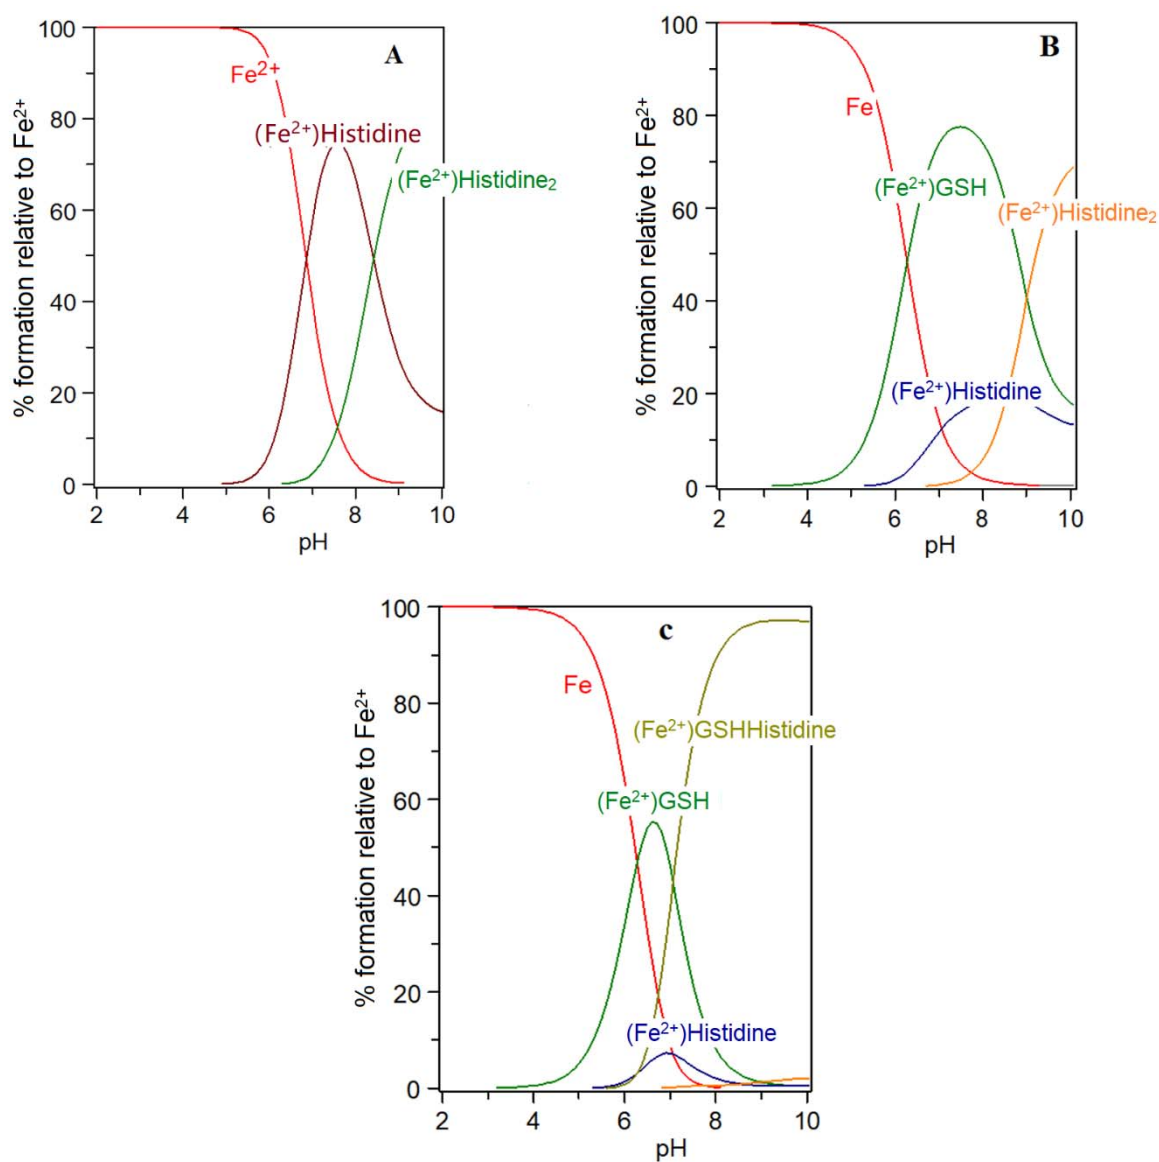 A
% formation relative to Fe²⁺
100
80
60
40
20
0
Fe²⁺
(Fe²⁺)Histidine
(Fe²⁺)Histidine₂
2 4 6 8 10
pH
B
% formation relative to Fe²⁺
100
80
60
40
20
0
Fe
(Fe²⁺)GSH
(Fe²⁺)Histidine₂
(Fe²⁺)Histidine
2 4 6 8 10
pH
c
% formation relative to Fe²⁺
100
80
60
40
20
0
Fe
(Fe²⁺)GSHHistidine
(Fe²⁺)GSH
(Fe²⁺)Histidine
2 4 6 8 10
pH